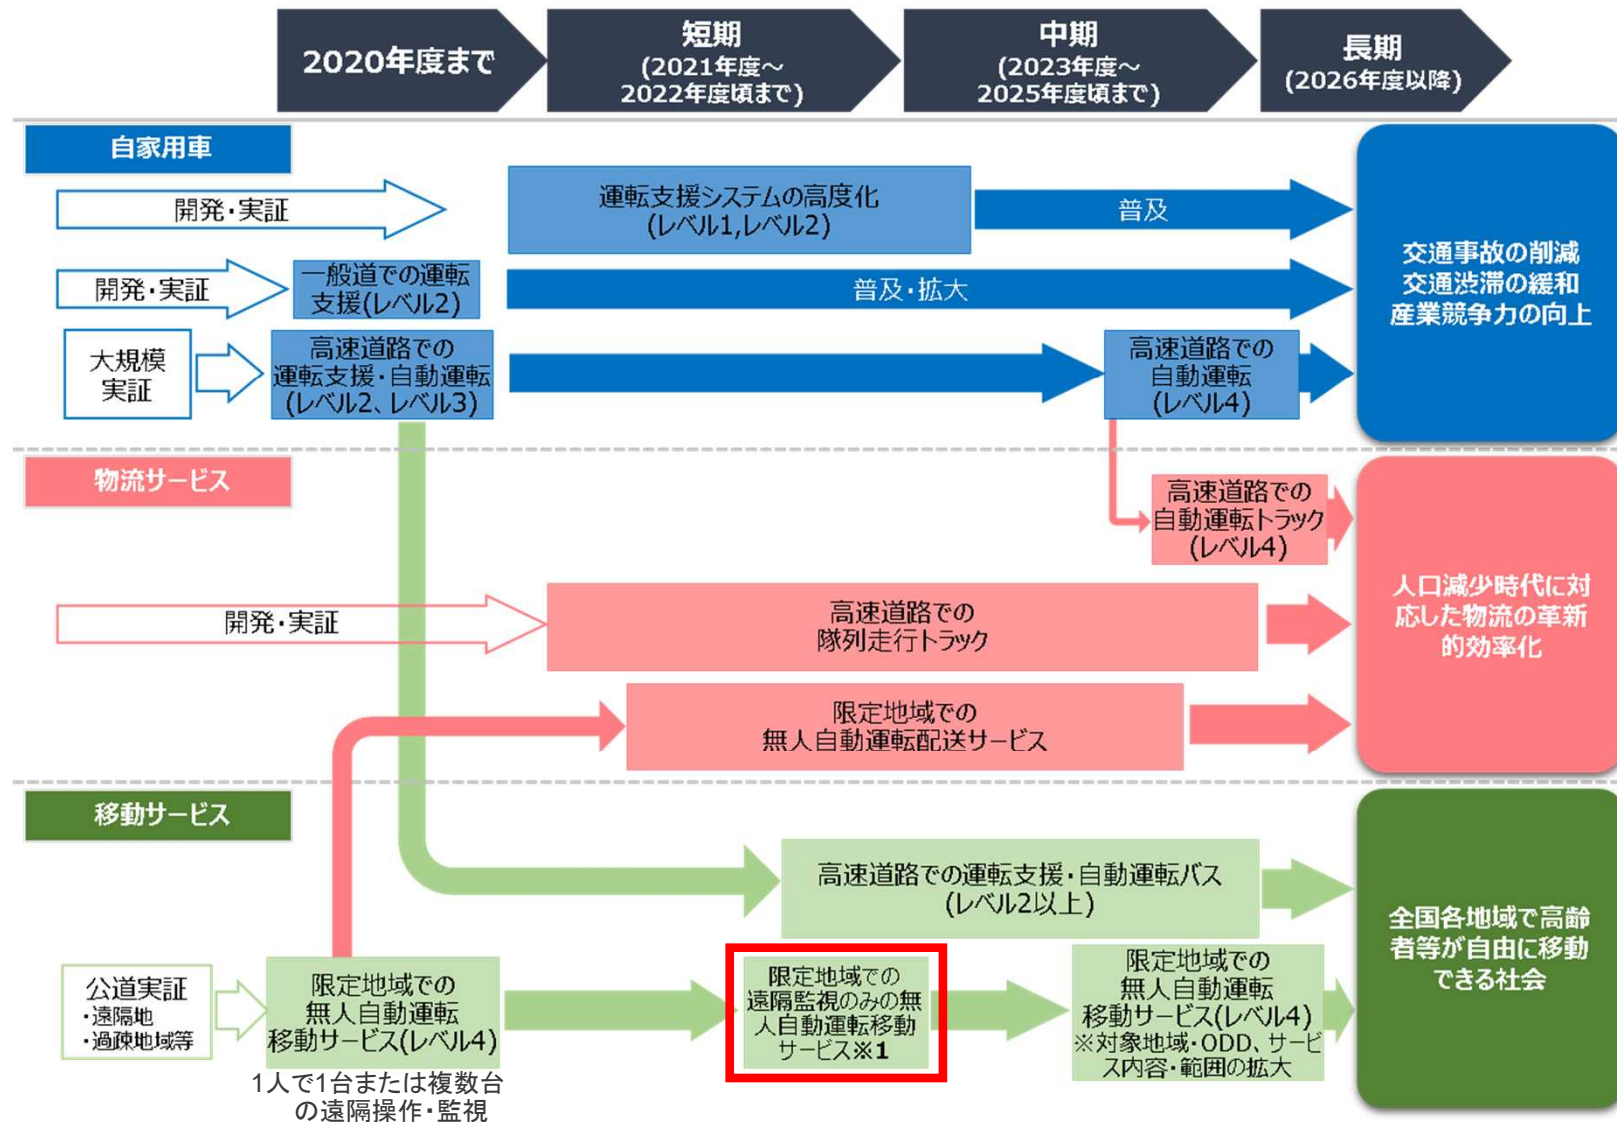 2020年度まで
短期
(2021年度～
2022年度頃まで)
中期
(2023年度～
2025年度頃まで)
長期
(2026年度以降)
自家用車
開発・実証
運転支援システムの高度化
(レベル1,レベル2)
普及
開発・実証
一般道での運転
支援(レベル2)
普及・拡大
大規模
実証
高速道路での
運転支援・自動運転
(レベル2、レベル3)
高速道路での
自動運転
(レベル4)
交通事故の削減
交通渋滞の緩和
産業競争力の向上
物流サービス
高速道路での
自動運転トラック
(レベル4)
開発・実証
高速道路での
隊列走行トラック
限定地域での
無人自動運転配送サービス
人口減少時代に対
応した物流の革新
的効率化
移動サービス
高速道路での運転支援・自動運転バス
(レベル2以上)
公道実証
・遠隔地
・過疎地域等
限定地域での
無人自動運転
移動サービス(レベル4)
1人で1台または複数台
の遠隔操作・監視
限定地域での
遠隔監視のみの無
人自動運転移動
サービス※1
限定地域での
無人自動運転
移動サービス(レベル4)
※対象地域・ODD、サービ
ス内容・範囲の拡大
全国各地域で高齢
者等が自由に移動
できる社会